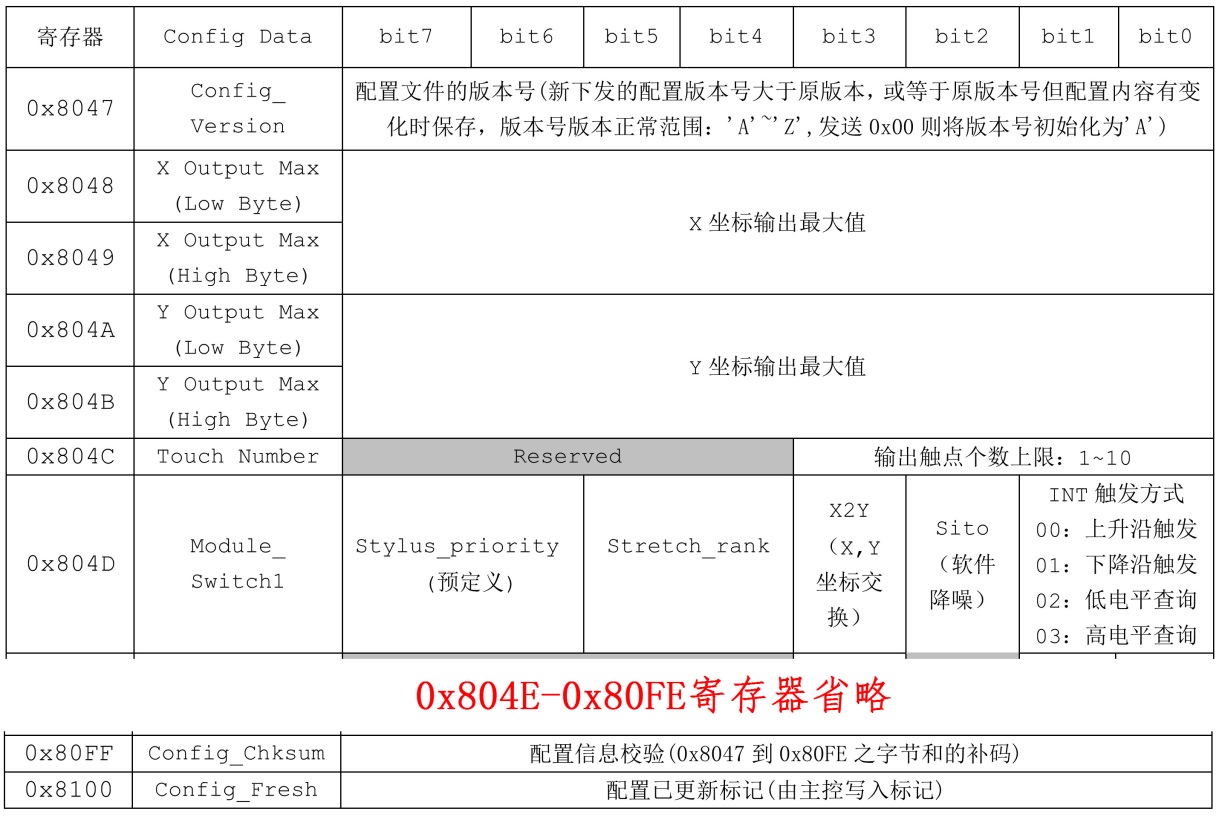 寄存器 Config Data bit7 bit6 bit5 bit4 bit3 bit2 bit1 bit0
0x8047 Config_
Version
配置文件的版本号(新下发的配置版本号大于原版本，或等于原版本号但配置内容有变
化时保存，版本号版本正常范围：'A'~'Z',发送 0x00 则将版本号初始化为'A')
0x8048 X Output Max
(Low Byte)
X 坐标输出最大值
0x8049 X Output Max
(High Byte)
0x804A Y Output Max
(Low Byte)
Y 坐标输出最大值
0x804B Y Output Max
(High Byte)
0x804C Touch Number Reserved 输出触点个数上限：1~10
0x804D Module_
Switch1
Stylus_priority
(预定义)
Stretch_rank
X2Y
（X,Y
坐标交
换）
Sito
（软件
降噪）
INT 触发方式
00：上升沿触发
01：下降沿触发
02：低电平查询
03：高电平查询
0x804E-0x80FE寄存器省略
0x80FF Config_Chksum 配置信息校验(0x8047 到 0x80FE 之字节和的补码)
0x8100 Config_Fresh 配置已更新标记(由主控写入标记)